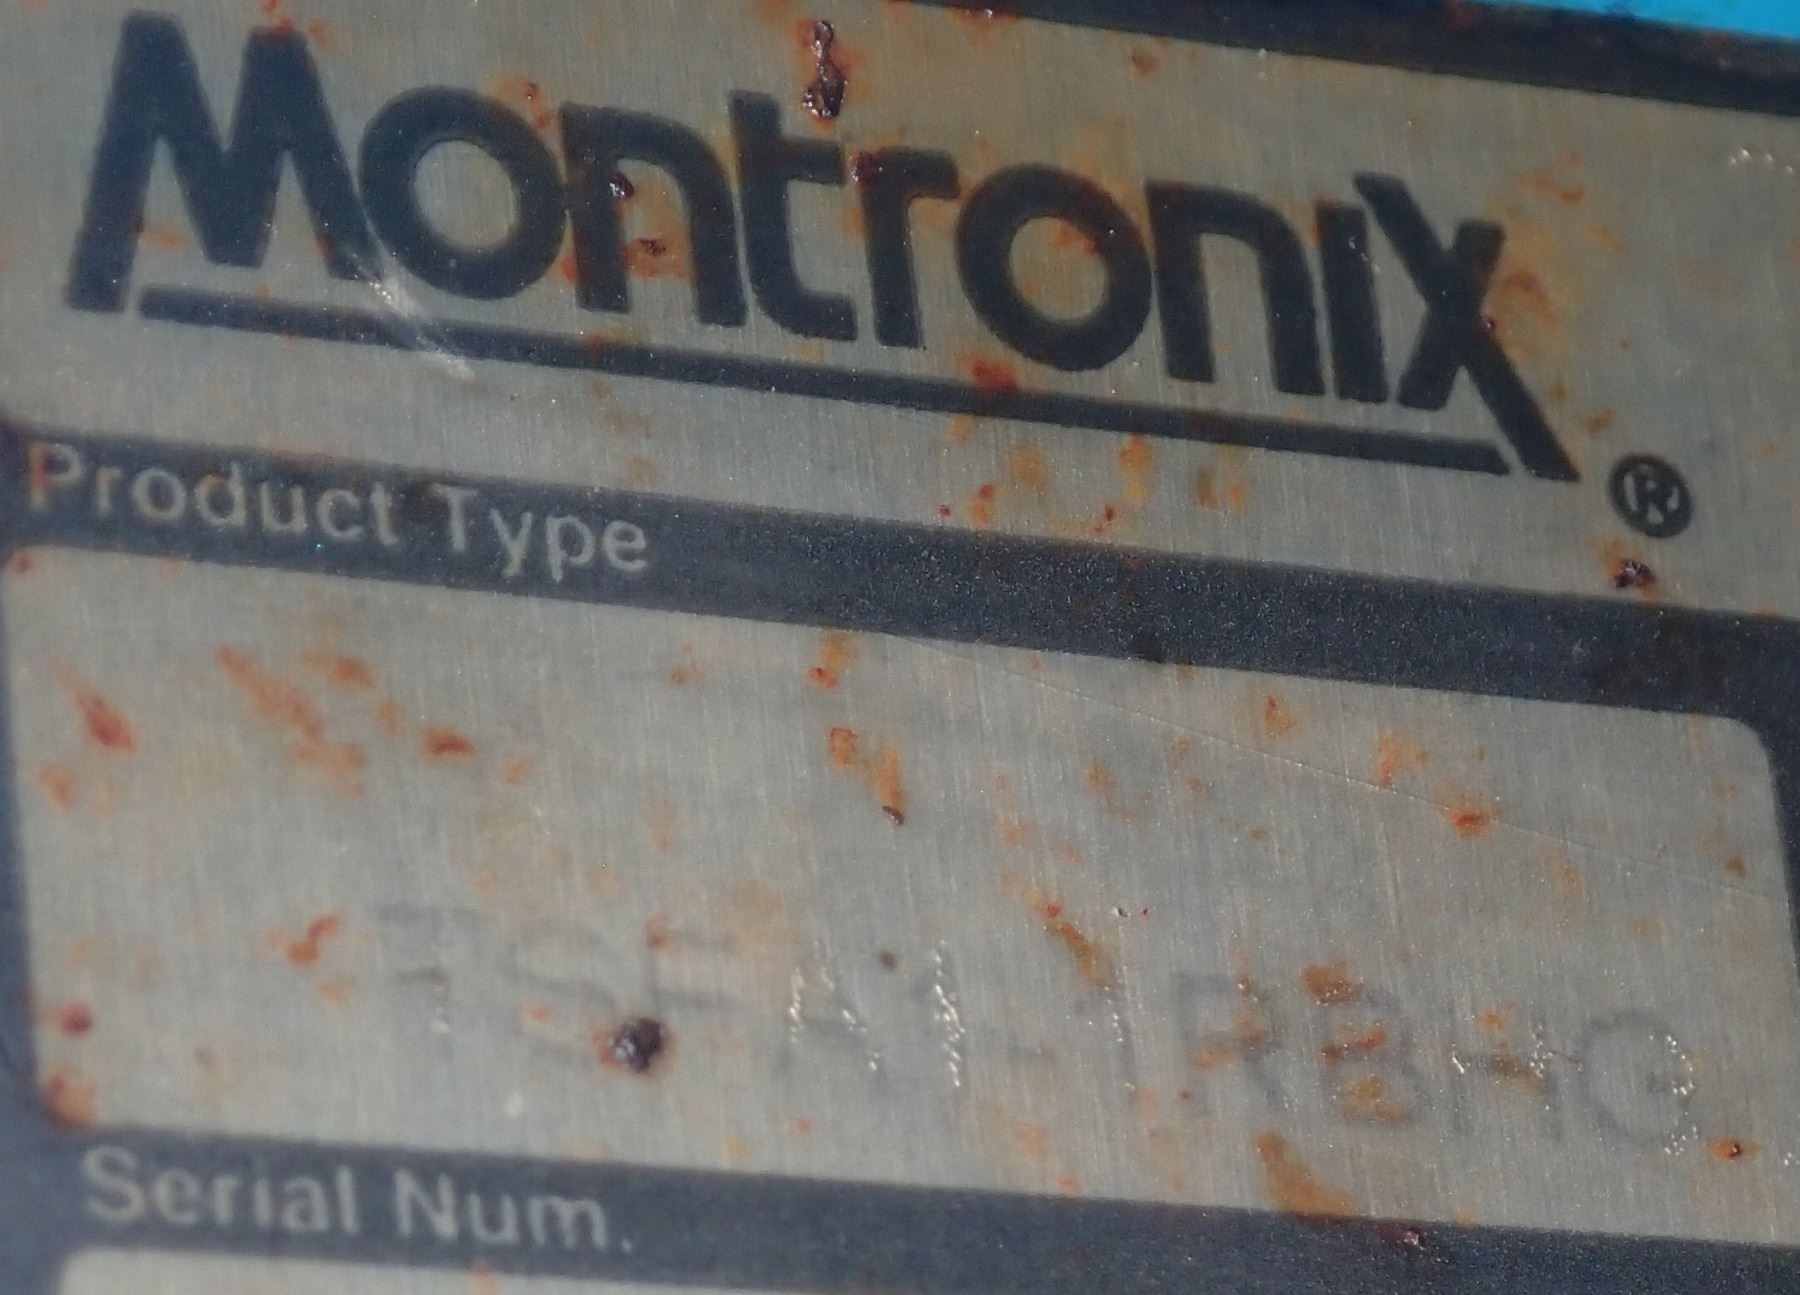 Montronix®
Product Type
Serial Num.